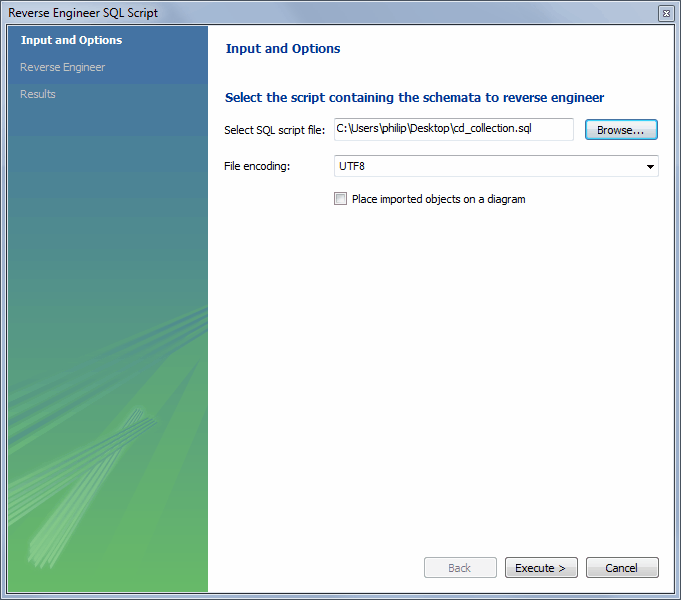 Reverse Engineer SQL Script
Input and Options
Reverse Engineer
Results
Input and Options
Select the script containing the schemata to reverse engineer
Select SQL script file: C:\Users\philip\Desktop\cd_collection.sql Browse...
File encoding: UTF8
Place imported objects on a diagram
Back Execute > Cancel